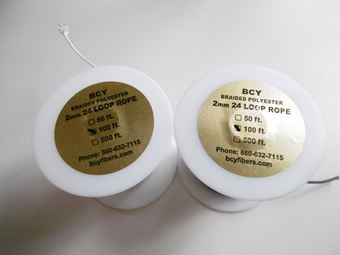 BCY
BRAIDED POLYESTER
2mm 24 LOOP ROPE
50 ft.
100 ft.
500 ft.
Phone: 860-632-7115
bcyfibers.com
BCY
BRAIDED POLYESTER
2mm 24 LOOP ROPE
50 ft.
100 ft.
500 ft.
Phone: 860-632-7115
bcyfibers.com